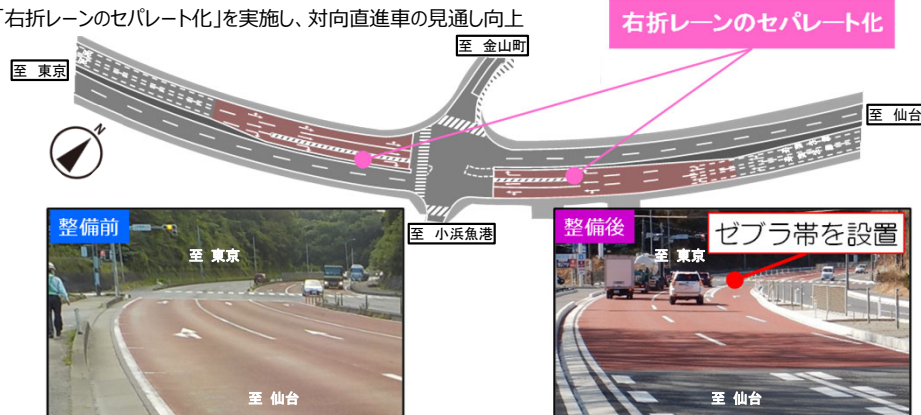 「右折レーンのセパレート化」を実施し、対向直進車の見通し向上
右折レーンのセパレート化
至 金山町
至 東京
至 仙台
N
至 小浜魚港
整備前
至 東京
至 仙台
整備後
ゼブラ帯を設置
至 東京
至 仙台